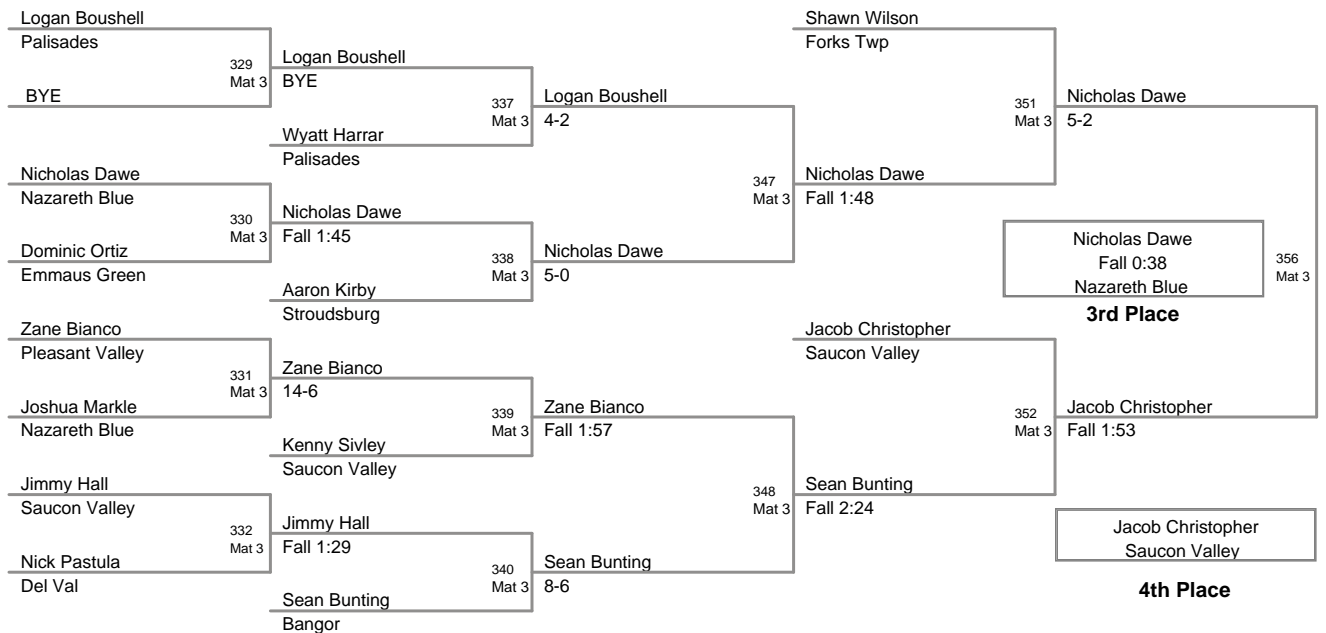 Logan Boushell
Palisades
329
Mat 3
BYE
Logan Boushell
BYE
337
Mat 3
Wyatt Harrar
Palisades
Logan Boushell
4-2
Nicholas Dawe
Nazareth Blue
330
Mat 3
Dominic Ortiz
Emmaus Green
Nicholas Dawe
Fall 1:45
338
Mat 3
Aaron Kirby
Stroudsburg
Nicholas Dawe
5-0
347
Mat 3
Shawn Wilson
Forks Twp
Nicholas Dawe
Fall 1:48
351
Mat 3
Nicholas Dawe
5-2
Zane Bianco
Pleasant Valley
331
Mat 3
Joshua Markle
Nazareth Blue
Zane Bianco
14-6
339
Mat 3
Kenny Sivley
Saucon Valley
Zane Bianco
Fall 1:57
Jimmy Hall
Saucon Valley
332
Mat 3
Nick Pastula
Del Val
Jimmy Hall
Fall 1:29
340
Mat 3
Sean Bunting
Bangor
Sean Bunting
8-6
348
Mat 3
Jacob Christopher
Saucon Valley
Sean Bunting
Fall 2:24
352
Mat 3
Jacob Christopher
Fall 1:53
356
Mat 3
Nicholas Dawe
Fall 0:38
Nazareth Blue
3rd Place
Jacob Christopher
Saucon Valley
4th Place